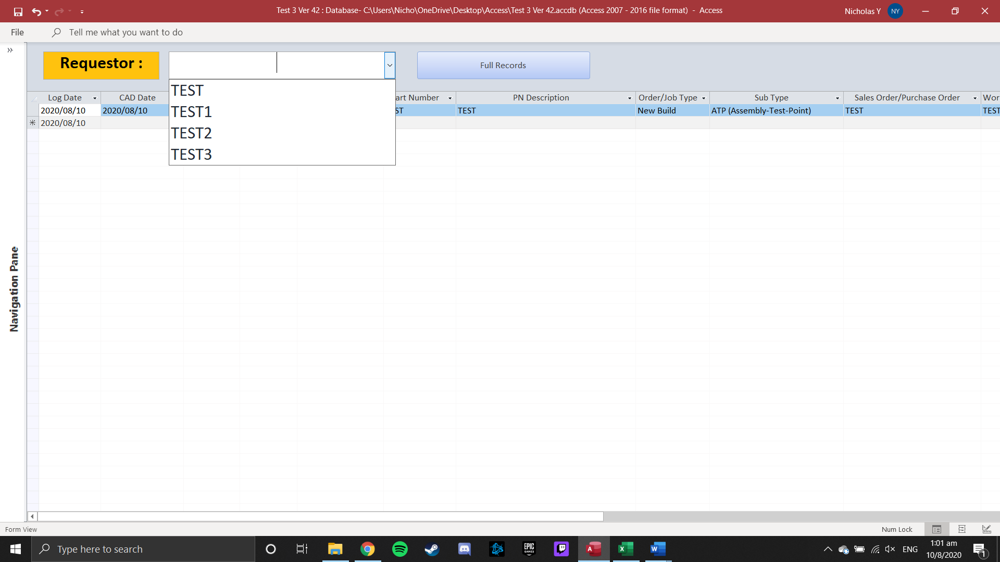 Test 3 Ver 42 : Database- C:\Users\Nicho\OneDrive\Desktop\Access\Test 3 Ver 42.accdb (Access 2007 - 2016 file format) - Access
Nicholas Y
NY
File
Tell me what you want to do
Requestor :
Full Records
TEST
TEST1
TEST2
TEST3
Log Date
CAD Date
art Number
PN Description
Order/Job Type
Sub Type
Sales Order/Purchase Order
Wor
2020/08/10
2020/08/10
ST
TEST
New Build
ATP (Assembly-Test-Point)
TEST
TEST
2020/08/10
Navigation Pane
Form View
Num Lock
Type here to search
EPIC
GAMES
ENG
1:01 am
10/8/2020
1